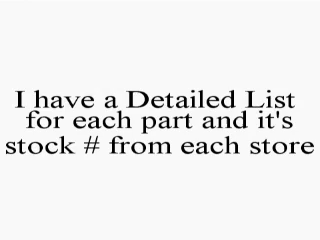 I have a Detailed List
for each part and it's
stock # from each store